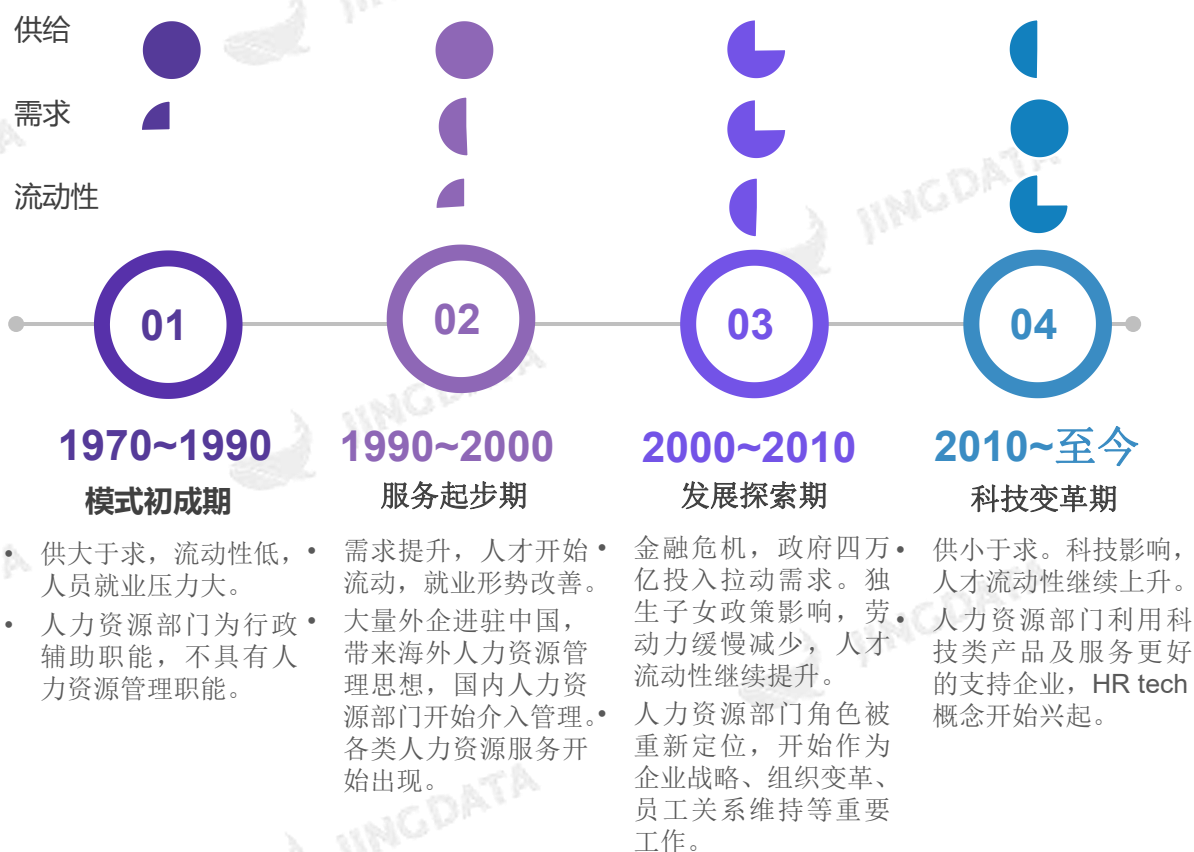 供给
需求
流动性
01
02
03
04
1970~1990
模式初成期
• 供大于求，流动性低，
人员就业压力大。
• 人力资源部门为行政
辅助职能，不具有人
力资源管理职能。
1990~2000
服务起步期
• 需求提升，人才开始
流动，就业形势改善。
• 大量外企进驻中国，
带来海外人力资源管
理思想，国内人力资
源部门开始介入管理。
各类人力资源服务开
始出现。
2000~2010
发展探索期
• 金融危机，政府四万
亿投入拉动需求。独
生子女政策影响，劳
动力缓慢减少，人才
流动性继续提升。
• 人力资源部门角色被
重新定位，开始作为
企业战略、组织变革、
员工关系维持等重要
工作。
2010~至今
科技变革期
• 供小于求。科技影响，
人才流动性继续上升。
• 人力资源部门利用科
技类产品及服务更好
的支持企业，HR tech
概念开始兴起。
JINGDATA
JINGDATA
JINGDATA
JINGDATA